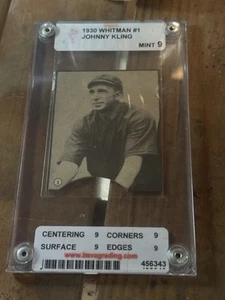 1930 WHITMAN #1
JOHNNY KLING
MINT 9
CENTERING 9 CORNERS 9
SURFACE 9 EDGES 9
456343